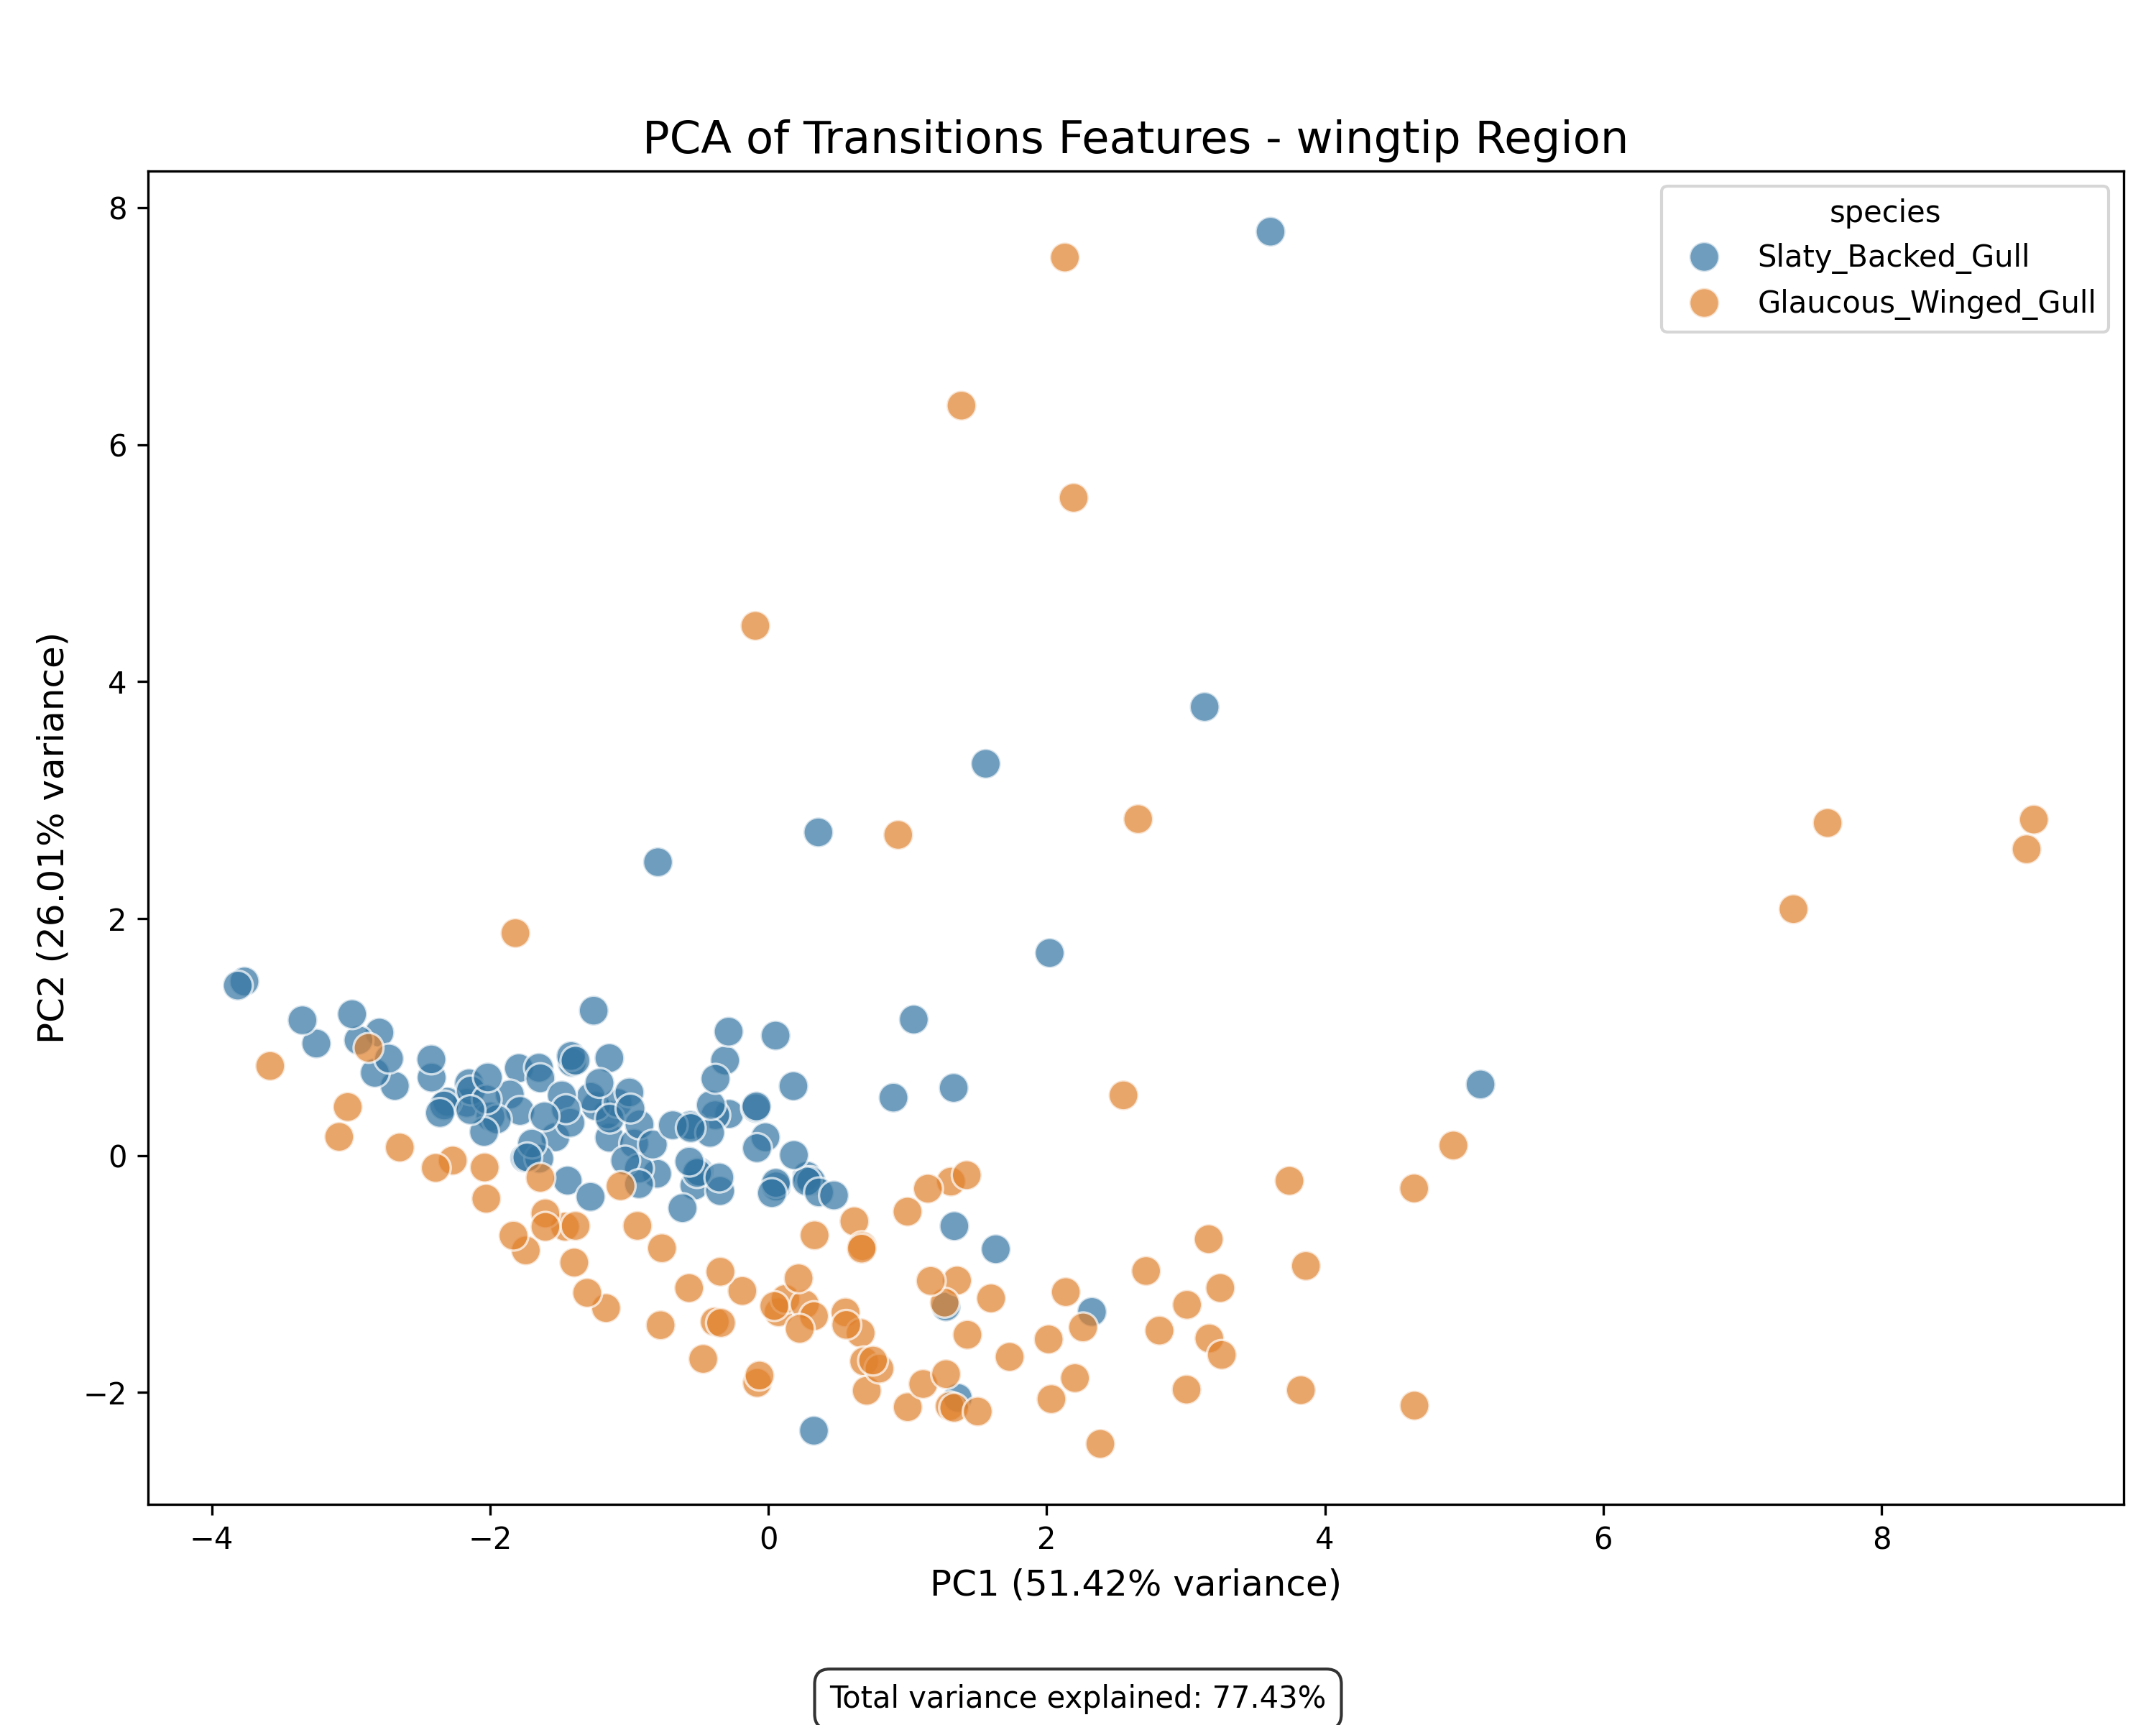 PCA of Transitions Features - wingtip Region
species
Slaty_Backed_Gull
Glaucous_Winged_Gull
PC2 (26.01% variance)
8
6
4
2
0
−2
−4
−2
0
2
4
6
8
PC1 (51.42% variance)
Total variance explained: 77.43%